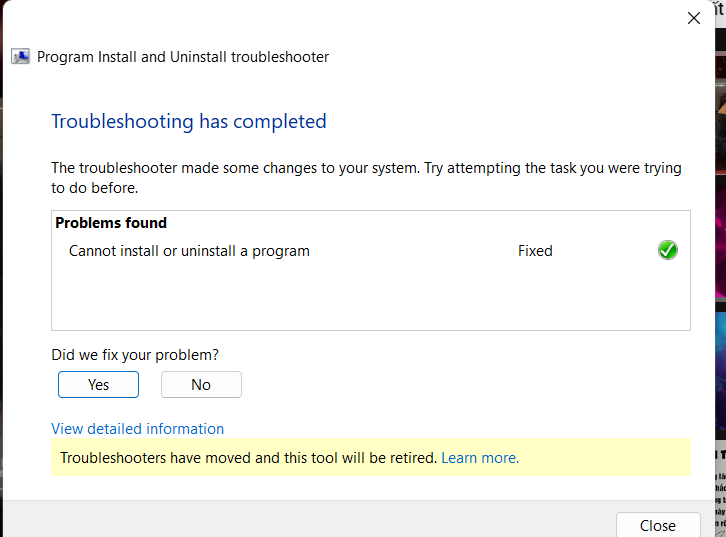 Program Install and Uninstall troubleshooter
Troubleshooting has completed
The troubleshooter made some changes to your system. Try attempting the task you were trying
to do before.
Problems found
Cannot install or uninstall a program Fixed
Did we fix your problem?
Yes No
View detailed information
Troubleshooters have moved and this tool will be retired. Learn more.
Close